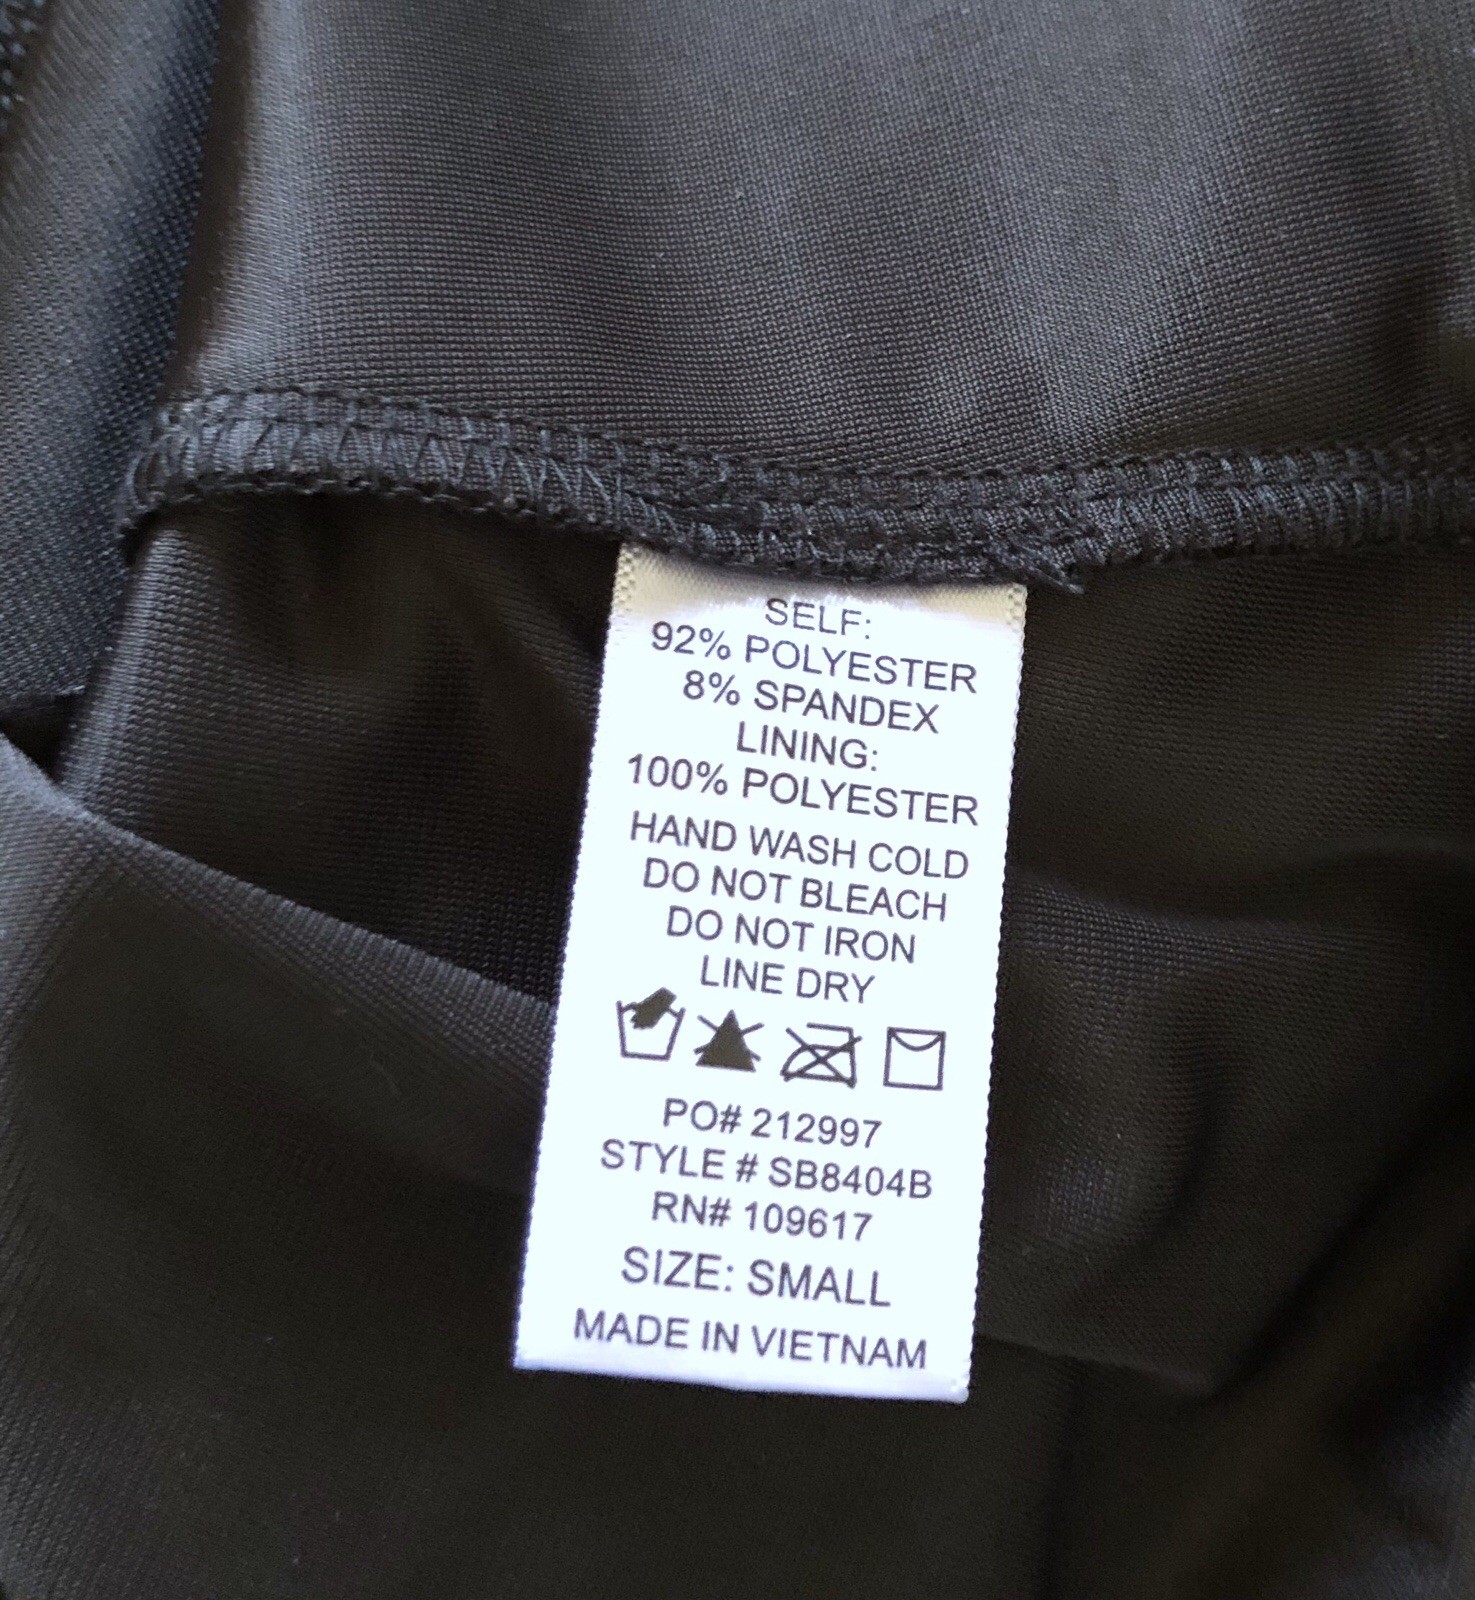 SELF:
92% POLYESTER
8% SPANDEX
LINING:
100% POLYESTER
HAND WASH COLD
DO NOT BLEACH
DO NOT IRON
LINE DRY
PO# 212997
STYLE # SB8404B
RN# 109617
SIZE: SMALL
MADE IN VIETNAM